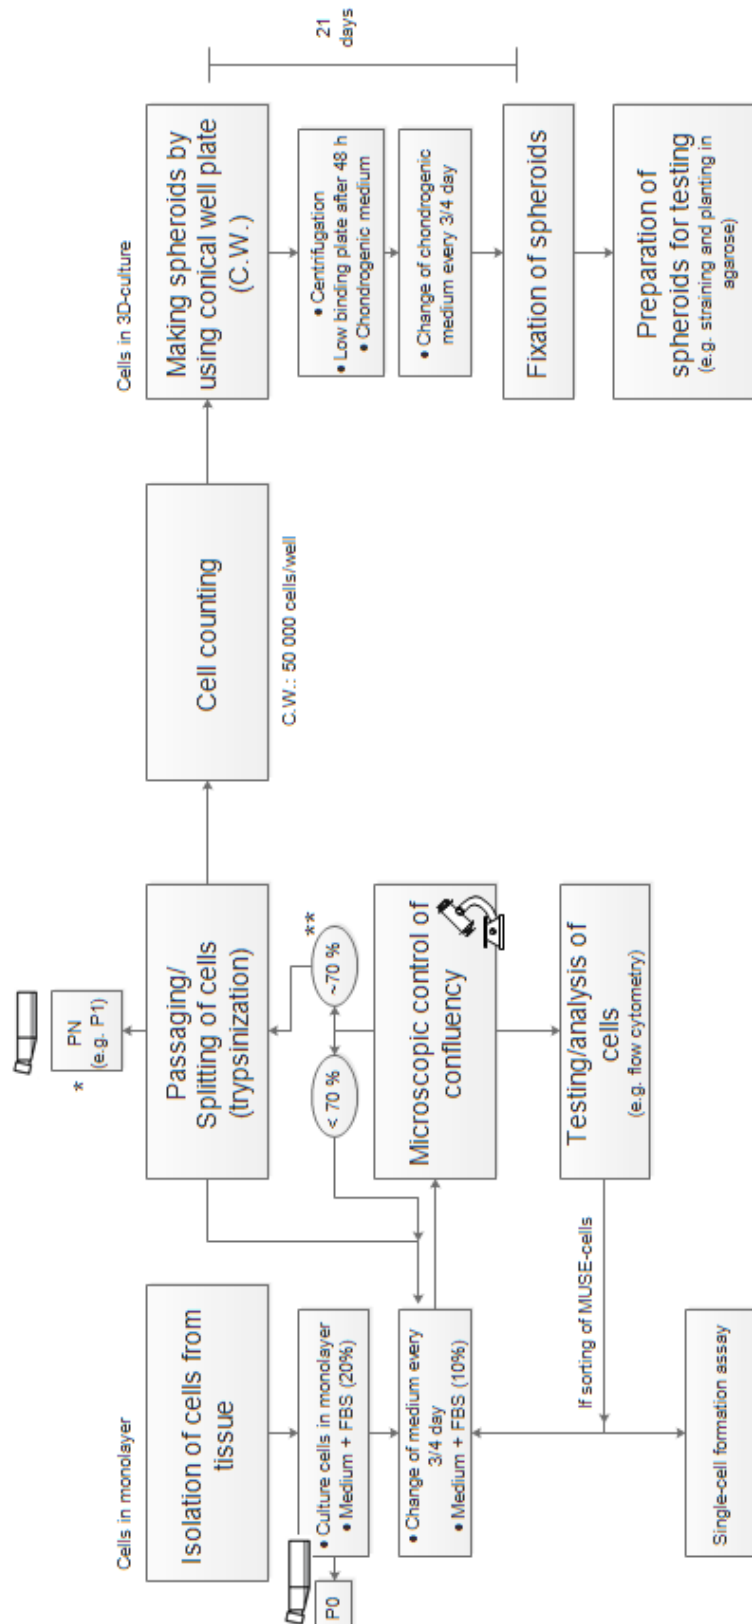 Cells in monolayer
Isolation of cells from
tissue
• Culture cells in monolayer
• Medium + FBS (20%)
P0
• Change of medium every
3/4 day
• Medium + FBS (10%)
If sorting of MUSE-cells
Single-cell formation assay
PN
(e.g. P1)
*
Passaging/
Splitting of cells
(trypsinization)
< 70 %
~70 %
**
Microscopic control of
confluency
Testing/analysis of
cells
(e.g. flow cytometry)
Cell counting
C.W.: 50 000 cells/well
Cells in 3D-culture
Making spheroids by
using conical well plate
(C.W.)
• Centrifugation
• Low binding plate after 48 h
• Chondrogenic medium
• Change of chondrogenic
medium every 3/4 day
Fixation of spheroids
Preparation of
spheroids for testing
(e.g. straining and planting in
agarose)
21
days